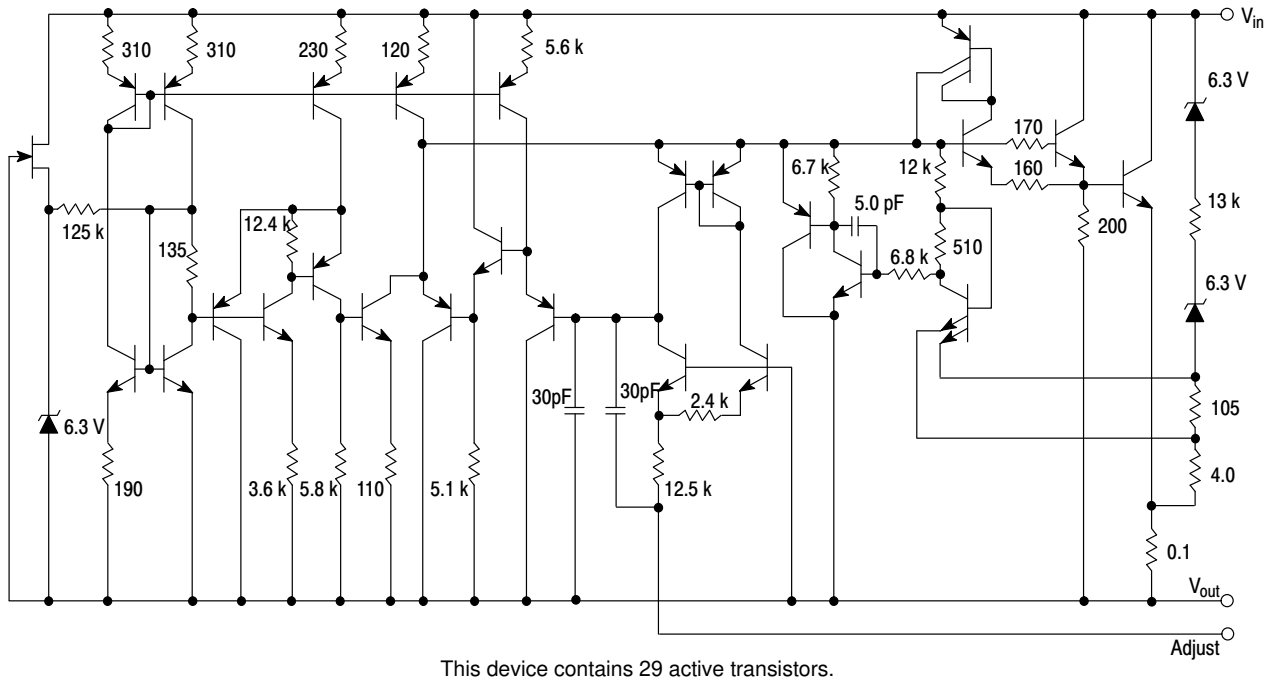 V_in
310
310
230
120
5.6 k
6.3 V
170
6.7 k
12 k
160
5.0 pF
13 k
125 k
12.4 k
200
135
6.8 k
510
6.3 V
30pF
30pF
2.4 k
105
6.3 V
190
3.6 k
5.8 k
110
5.1 k
12.5 k
4.0
0.1
V_out
Adjust
This device contains 29 active transistors.